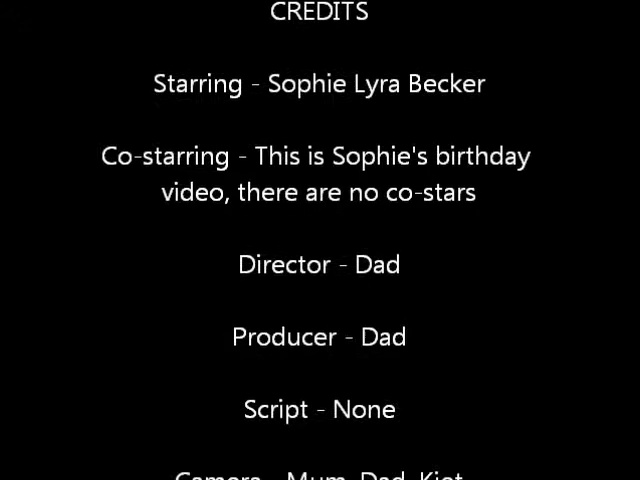 CREDITS
Starring - Sophie Lyra Becker
Co-starring - This is Sophie's birthday
video, there are no co-stars
Director - Dad
Producer - Dad
Script - None
Camera - Mum, Dad, Kiet